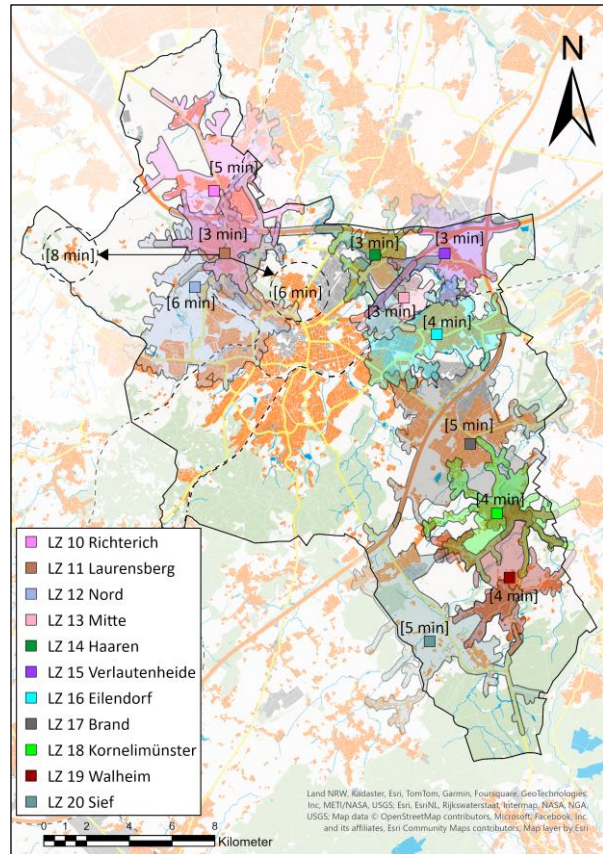 N
[5 min]
[3 min]
[8 min]
[3 min]
[3 min]
[6 min]
[6 min]
[3 min]
[4 min]
[5 min]
[4 min]
[4 min]
[5 min]
LZ 10 Richterich
LZ 11 Laurensberg
LZ 12 Nord
LZ 13 Mitte
LZ 14 Haaren
LZ 15 Verlautenheide
LZ 16 Eilendorf
LZ 17 Brand
LZ 18 Kornelimünster
LZ 19 Walheim
LZ 20 Sief
Land NRW, Kadaster, Esri, TomTom, Garmin, Foursquare, GeoTechnologies,
Inc, METI/NASA, USGS; Esri, EsriNL, Rijkswaterstaat, Intermap, NASA, NGA,
USGS; Map data © OpenStreetMap contributors, Microsoft, Facebook, Inc.
and its affiliates, Esri Community Maps contributors, Map layer by Esri
0 1 2 4 6 8
Kilometer